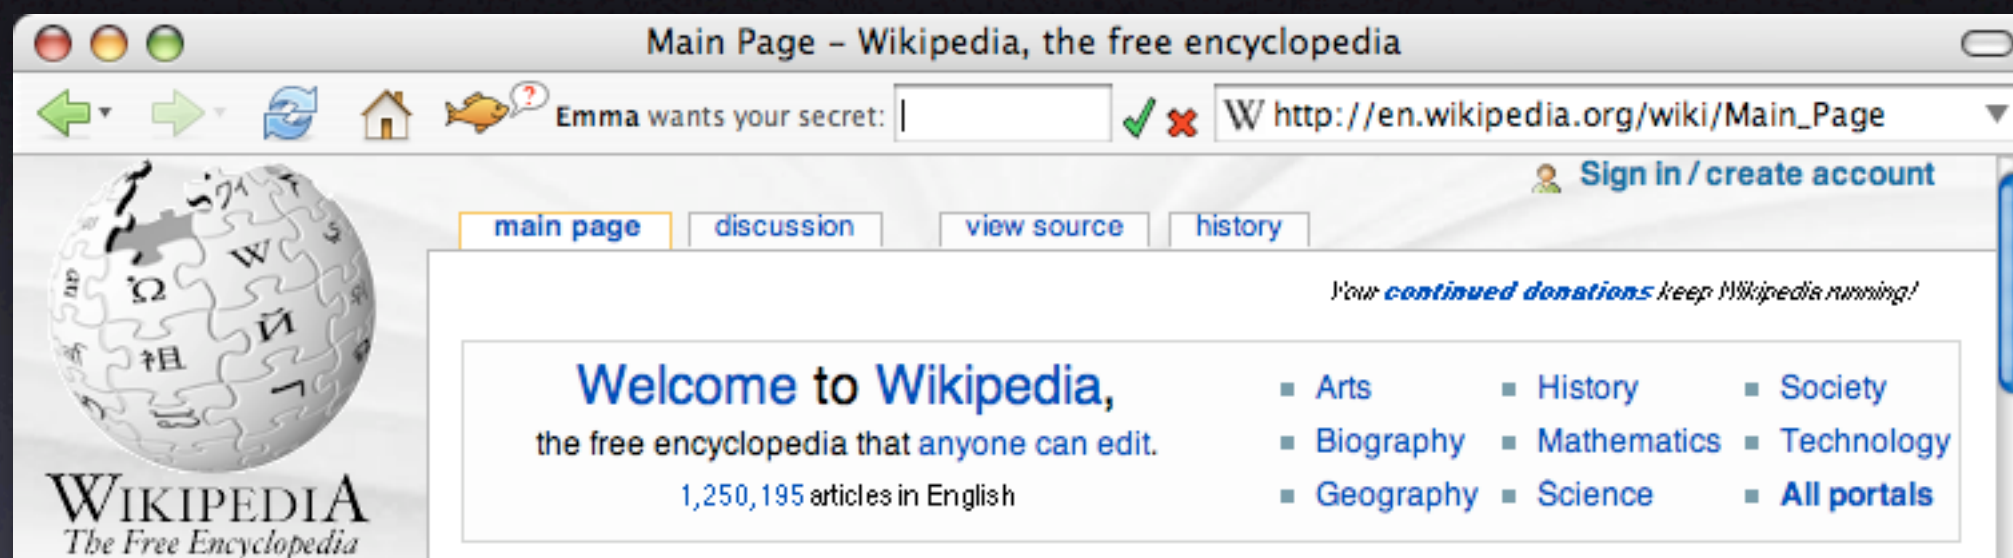 Main Page – Wikipedia, the free encyclopedia
? Emma wants your secret: W http://en.wikipedia.org/wiki/Main_Page
Sign in / create account
main page discussion view source history
Your continued donations keep Wikipedia running!
Welcome to Wikipedia,
the free encyclopedia that anyone can edit.
1,250,195 articles in English
Arts History Society
Biography Mathematics Technology
Geography Science All portals
Ω W Й 祖
WIKIPEDIA
The Free Encyclopedia